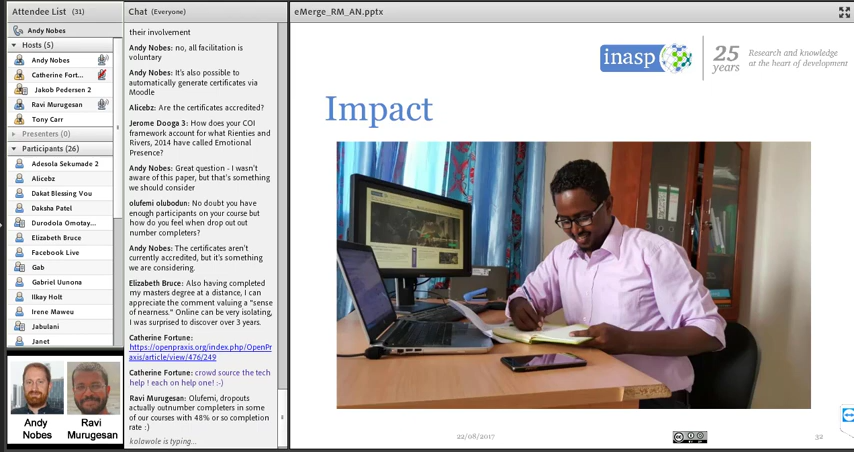 Attendee List (31)
Andy Nobes
Hosts (5)
Andy Nobes
Catherine Fort...
Jakob Pedersen 2
Ravi Murugesan
Tony Carr
Presenters (0)
Participants (26)
Adesola Sekumade 2
Alicebz
Dakat Blessing Vou
Daksha Patel
Durodola Omotay...
Elizabeth Bruce
Facebook Live
Gab
Gabriel Uunona
Ilkay Holt
Irene Maweu
Jabulani
Janet
Andy
Nobes
Ravi
Murugesan
Chat (Everyone)
their involvement
Andy Nobes: no, all facilitation is
voluntary
Andy Nobes: It's also possible to
automatically generate certificates via
Moodle
Alicebz: Are the certificates accredited?
Jerome Dooga 3: How does your COI
framework account for what Rienties and
Rivers, 2014 have called Emotional
Presence?
Andy Nobes: Great question - I wasn't
aware of this paper, but that's something
we should consider
olufemi olubodun: No doubt you have
enough participants on your course but
how do you feel when drop out out
number completers?
Andy Nobes: The certificates aren't
currently accredited, but it's something
we are considering.
Elizabeth Bruce: Also having completed
my masters degree at a distance, I can
appreciate the comment valuing a "sense
of nearness." Online can be very isolating,
I was surprised to discover over 3 years.
Catherine Fortune:
https://openpraxis.org/index.php/OpenPr
axis/article/view/476/249
Catherine Fortune: crowd source the tech
help ! each on help one! :-)
Ravi Murugesan: Olufemi, dropouts
actually outnumber completers in some
of our courses with 48% or so completion
rate :)
kolawole is typing...
eMerge_RM_AN.pptx
inasp
25
years
Research and knowledge
at the heart of development
Impact
22/08/2017
32